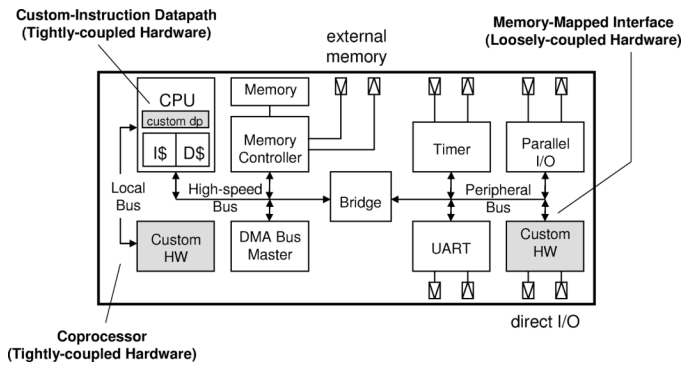 Custom-Instruction Datapath
(Tightly-coupled Hardware)
external
memory
Memory-Mapped Interface
(Loosely-coupled Hardware)
CPU
custom dp
I$ D$
Memory
Memory
Controller
Timer
Parallel
I/O
Local
Bus
High-speed
Bus
Bridge
Peripheral
Bus
Custom
HW
DMA Bus
Master
UART
Custom
HW
direct I/O
Coprocessor
(Tightly-coupled Hardware)